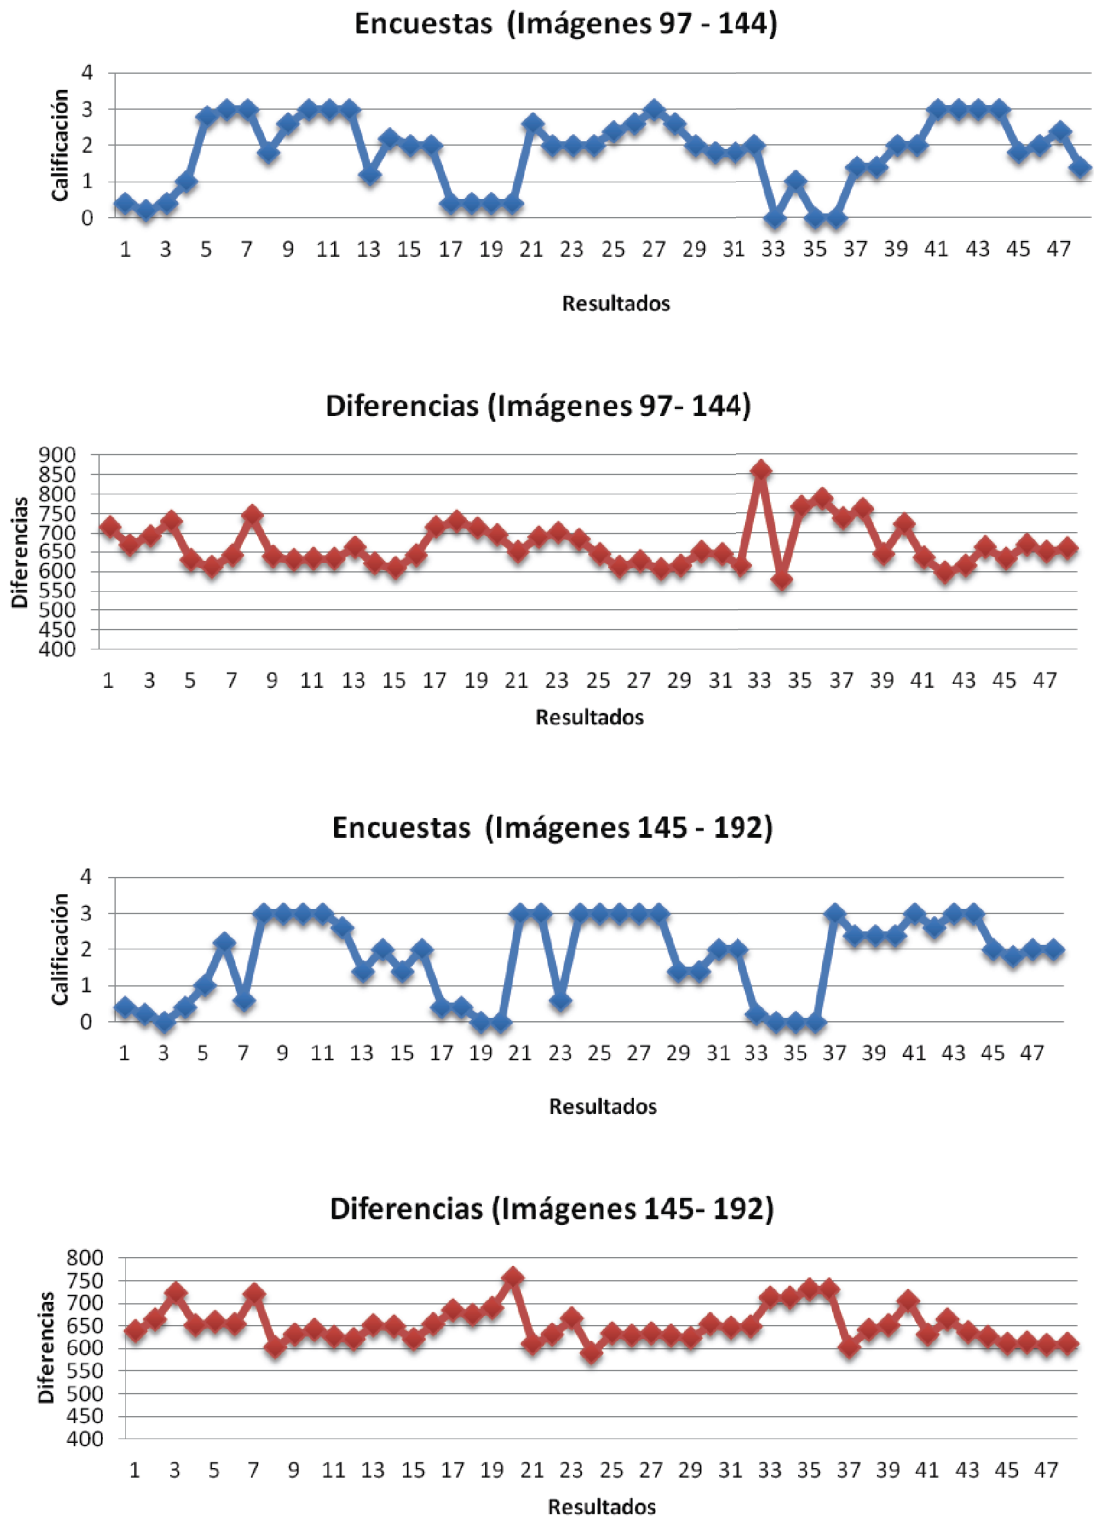 Encuestas (Imágenes 97 - 144)
4
3
2
1
0
Calificación
1 3 5 7 9 11 13 15 17 19 21 23 25 27 29 31 33 35 37 39 41 43 45 47
Resultados
Diferencias (Imágenes 97- 144)
900
850
800
750
700
650
600
550
500
450
400
Diferencias
1 3 5 7 9 11 13 15 17 19 21 23 25 27 29 31 33 35 37 39 41 43 45 47
Resultados
Encuestas (Imágenes 145 - 192)
4
3
2
1
0
Calificación
1 3 5 7 9 11 13 15 17 19 21 23 25 27 29 31 33 35 37 39 41 43 45 47
Resultados
Diferencias (Imágenes 145- 192)
800
750
700
650
600
550
500
450
400
Diferencias
1 3 5 7 9 11 13 15 17 19 21 23 25 27 29 31 33 35 37 39 41 43 45 47
Resultados